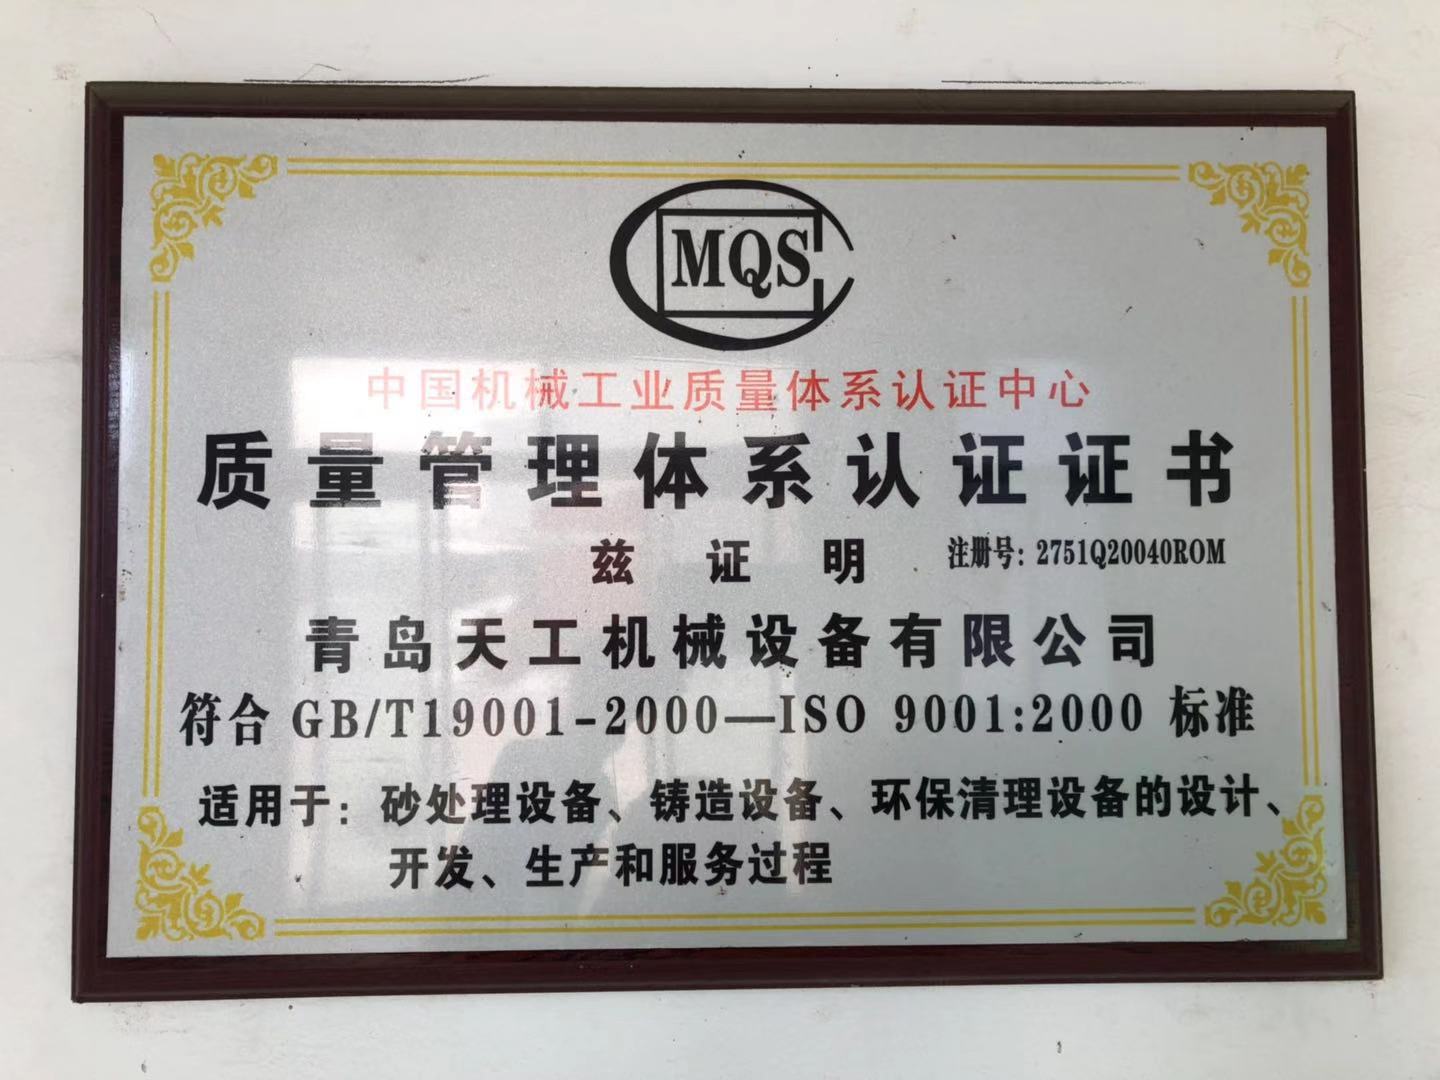 MQS
中国机械工业质量体系认证中心
质量管理体系认证证书
兹证明
注册号：2751Q20040ROM
青岛天工机械设备有限公司
符合 GB/T19001-2000—ISO 9001:2000 标准
适用于：砂处理设备、铸造设备、环保清理设备的设计、
开发、生产和服务过程